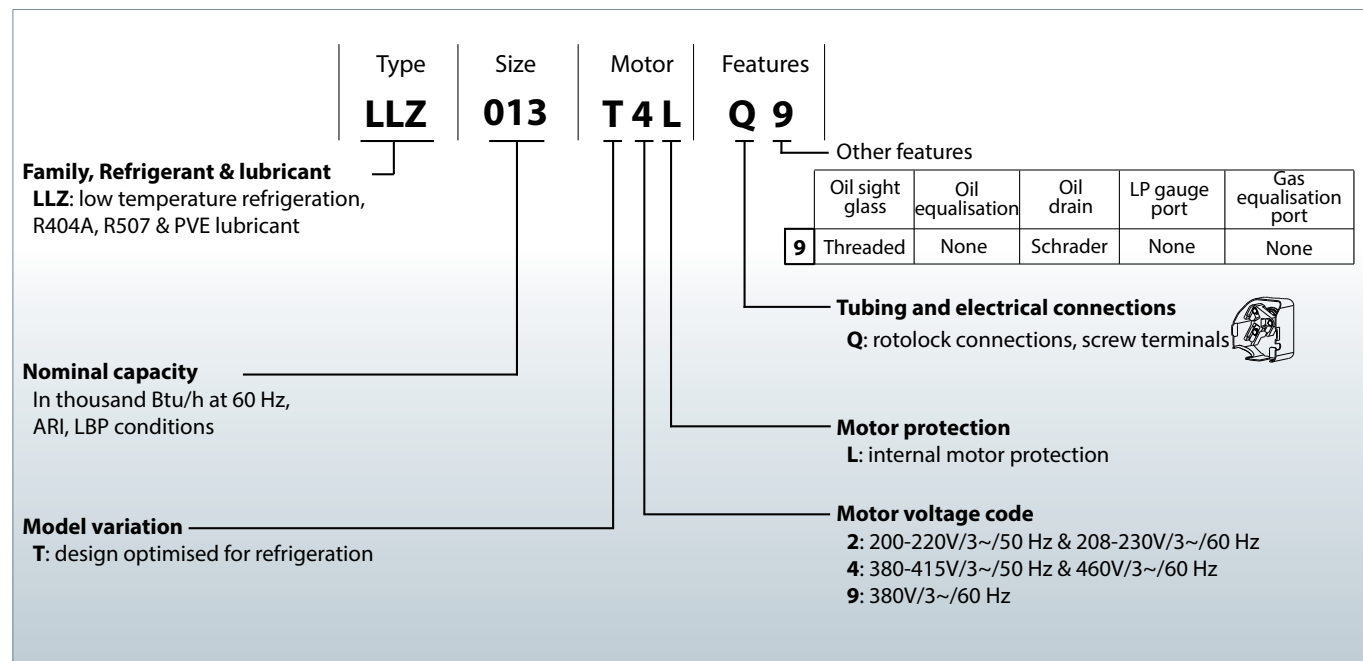 Type Size Motor Features
LLZ 013 T 4 L Q 9
Family, Refrigerant & lubricant
LLZ: low temperature refrigeration,
R404A, R507 & PVE lubricant
Nominal capacity
In thousand Btu/h at 60 Hz,
ARI, LBP conditions
Model variation
T: design optimised for refrigeration
Other features
Oil sight glass Oil equalisation Oil drain LP gauge port Gas equalisation port
9 Threaded None Schrader None None
Tubing and electrical connections
Q: rotolock connections, screw terminals
Motor protection
L: internal motor protection
Motor voltage code
2: 200-220V/3~/50 Hz & 208-230V/3~/60 Hz
4: 380-415V/3~/50 Hz & 460V/3~/60 Hz
9: 380V/3~/60 Hz